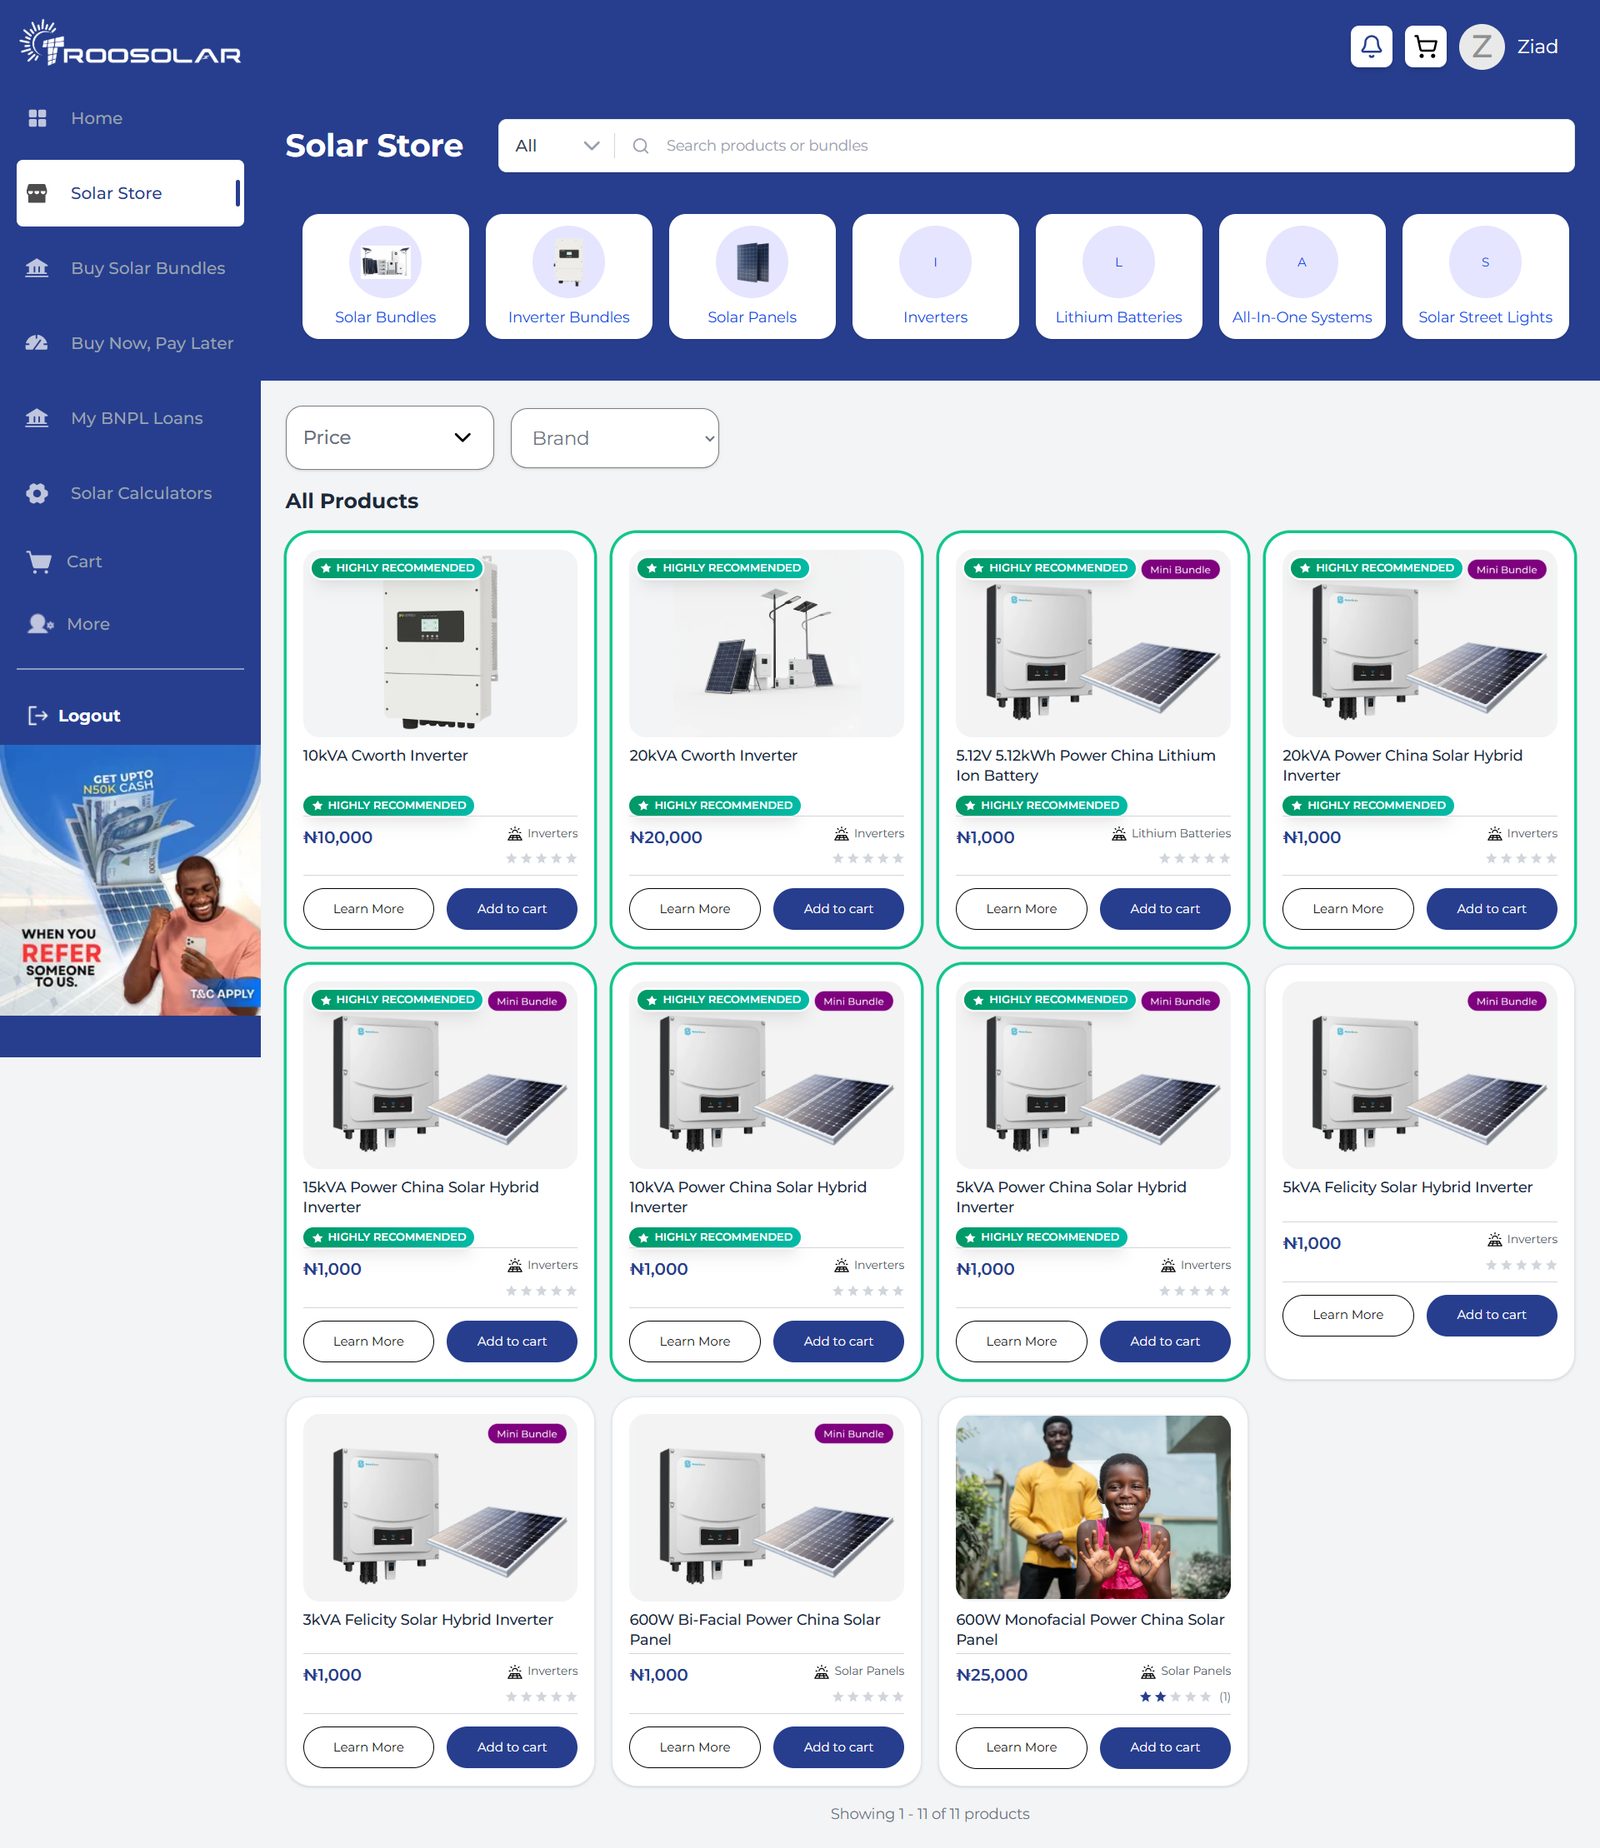 TROOSOLAR
Z
Ziad
Home
Solar Store
Buy Solar Bundles
Buy Now, Pay Later
My BNPL Loans
Solar Calculators
Cart
More
Logout
GET UPTO
N50K CASH
WHEN YOU
REFER
SOMEONE
TO US.
T&C APPLY
Solar Store
All
Search products or bundles
Solar Bundles
Inverter Bundles
Solar Panels
I
Inverters
L
Lithium Batteries
A
All-In-One Systems
S
Solar Street Lights
Price
Brand
All Products
HIGHLY RECOMMENDED
10kVA Cworth Inverter
HIGHLY RECOMMENDED
₦10,000
Inverters
Learn More
Add to cart
HIGHLY RECOMMENDED
20kVA Cworth Inverter
HIGHLY RECOMMENDED
₦20,000
Inverters
Learn More
Add to cart
HIGHLY RECOMMENDED
Mini Bundle
5.12V 5.12kWh Power China Lithium
Ion Battery
HIGHLY RECOMMENDED
₦1,000
Lithium Batteries
Learn More
Add to cart
HIGHLY RECOMMENDED
Mini Bundle
20kVA Power China Solar Hybrid
Inverter
HIGHLY RECOMMENDED
₦1,000
Inverters
Learn More
Add to cart
HIGHLY RECOMMENDED
Mini Bundle
15kVA Power China Solar Hybrid
Inverter
HIGHLY RECOMMENDED
₦1,000
Inverters
Learn More
Add to cart
HIGHLY RECOMMENDED
Mini Bundle
10kVA Power China Solar Hybrid
Inverter
HIGHLY RECOMMENDED
₦1,000
Inverters
Learn More
Add to cart
HIGHLY RECOMMENDED
Mini Bundle
5kVA Power China Solar Hybrid
Inverter
HIGHLY RECOMMENDED
₦1,000
Inverters
Learn More
Add to cart
Mini Bundle
5kVA Felicity Solar Hybrid Inverter
₦1,000
Inverters
Learn More
Add to cart
Mini Bundle
3kVA Felicity Solar Hybrid Inverter
₦1,000
Inverters
Learn More
Add to cart
Mini Bundle
600W Bi-Facial Power China Solar
Panel
₦1,000
Solar Panels
Learn More
Add to cart
600W Monofacial Power China Solar
Panel
₦25,000
Solar Panels
(1)
Learn More
Add to cart
Showing 1 - 11 of 11 products